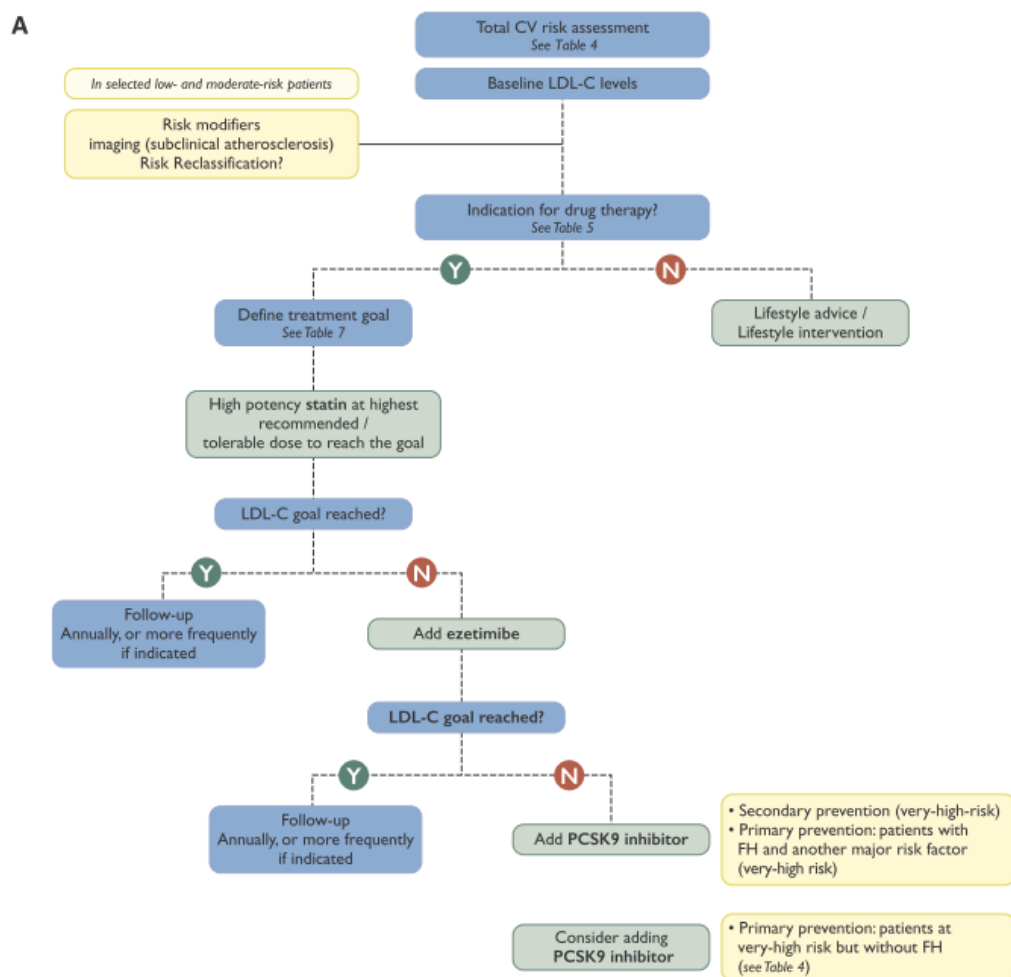 A
Total CV risk assessment
See Table 4
In selected low- and moderate-risk patients
Baseline LDL-C levels
Risk modifiers
imaging (subclinical atherosclerosis)
Risk Reclassification?
Indication for drug therapy?
See Table 5
Y
N
Define treatment goal
See Table 7
Lifestyle advice /
Lifestyle intervention
High potency statin at highest
recommended /
tolerable dose to reach the goal
LDL-C goal reached?
Y
N
Follow-up
Annually, or more frequently
if indicated
Add ezetimibe
LDL-C goal reached?
Y
N
Follow-up
Annually, or more frequently
if indicated
Add PCSK9 inhibitor
• Secondary prevention (very-high-risk)
• Primary prevention: patients with
FH and another major risk factor
(very-high risk)
Consider adding
PCSK9 inhibitor
• Primary prevention: patients at
very-high risk but without FH
(see Table 4)